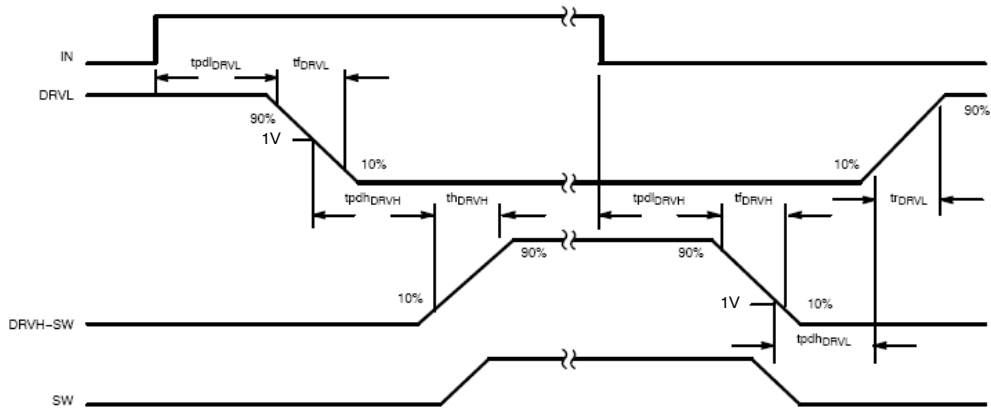 IN
tpdlDRVL
tfDRVL
DRVL
90%
90%
1V
10%
10%
tpdhDRVH
thDRVH
tpdlDRVH
tfDRVH
trDRVL
90%
90%
10%
1V
10%
DRVH-SW
tpdhDRVL
SW